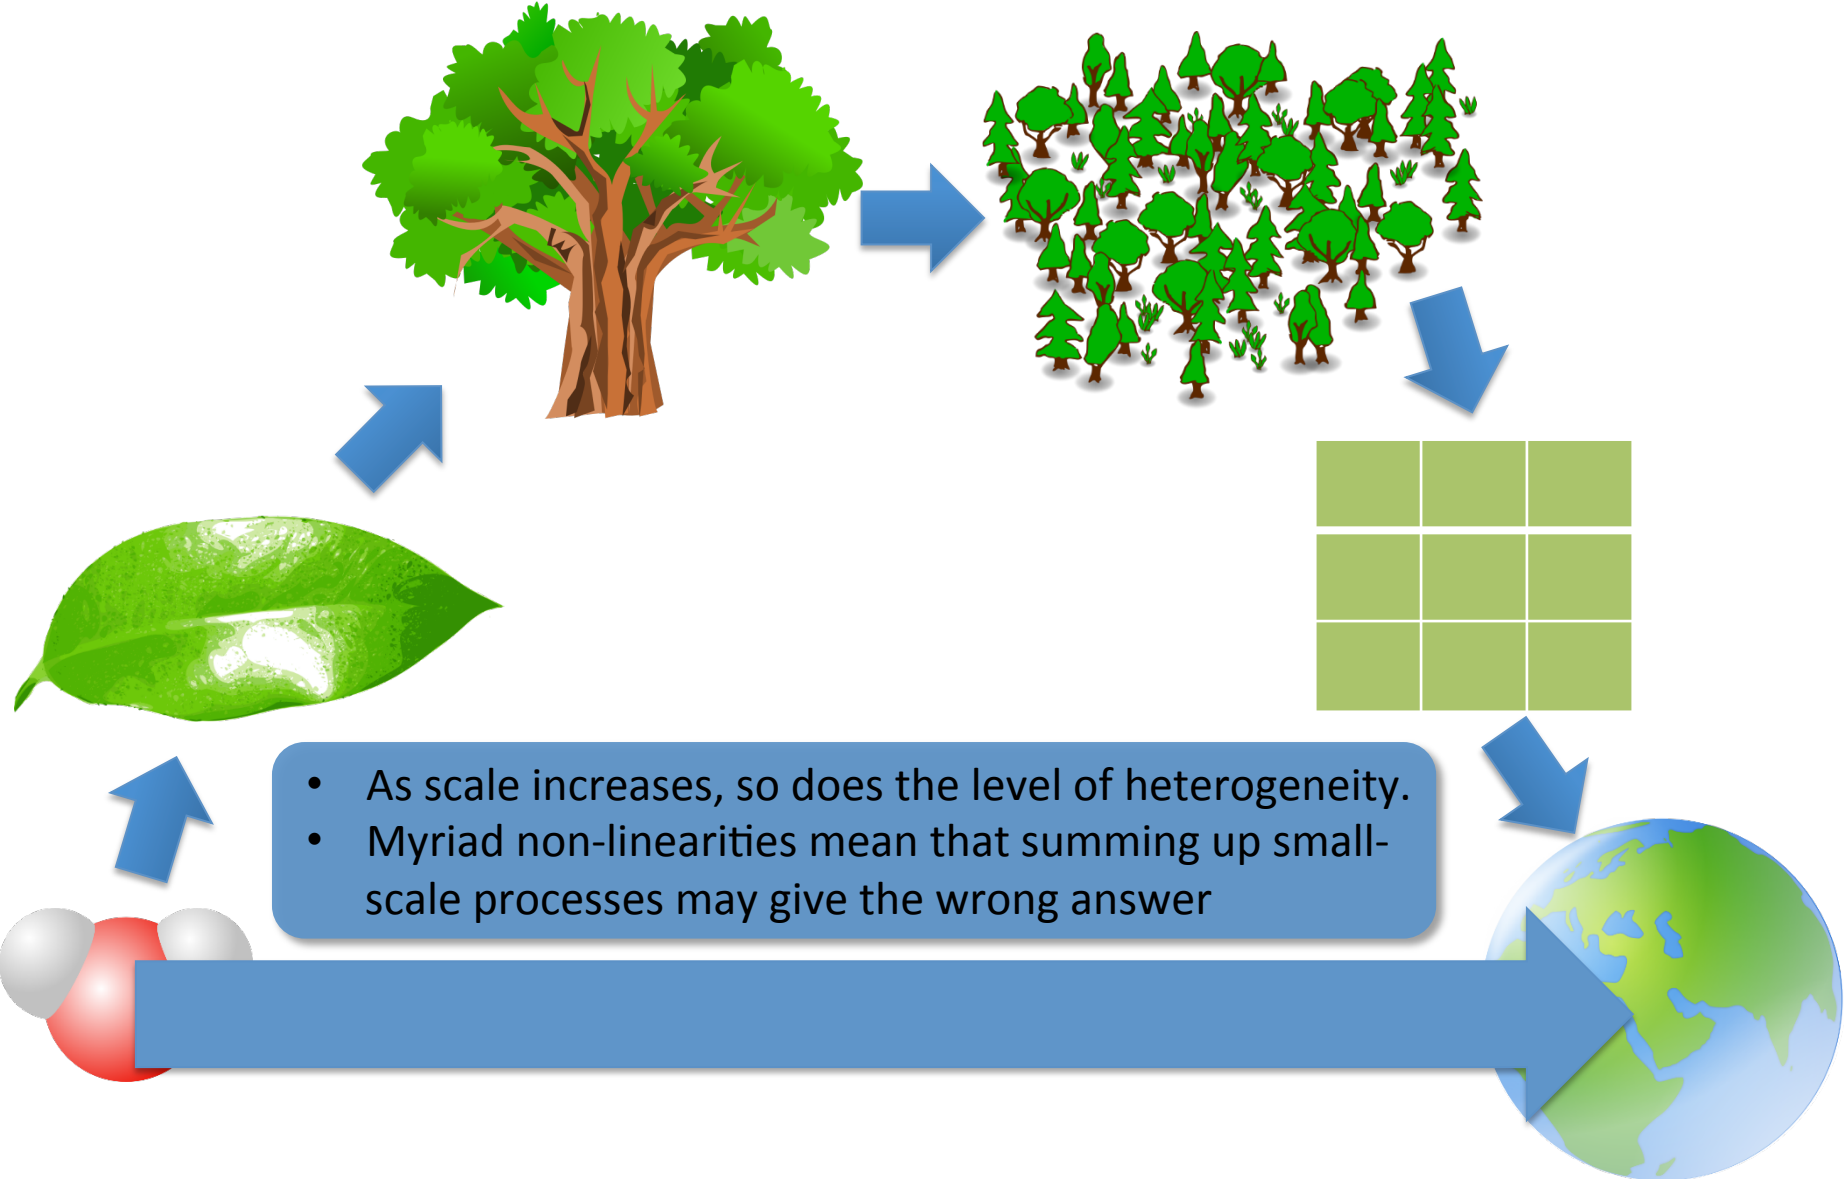 • As scale increases, so does the level of heterogeneity.
• Myriad non-linearities mean that summing up small-
scale processes may give the wrong answer